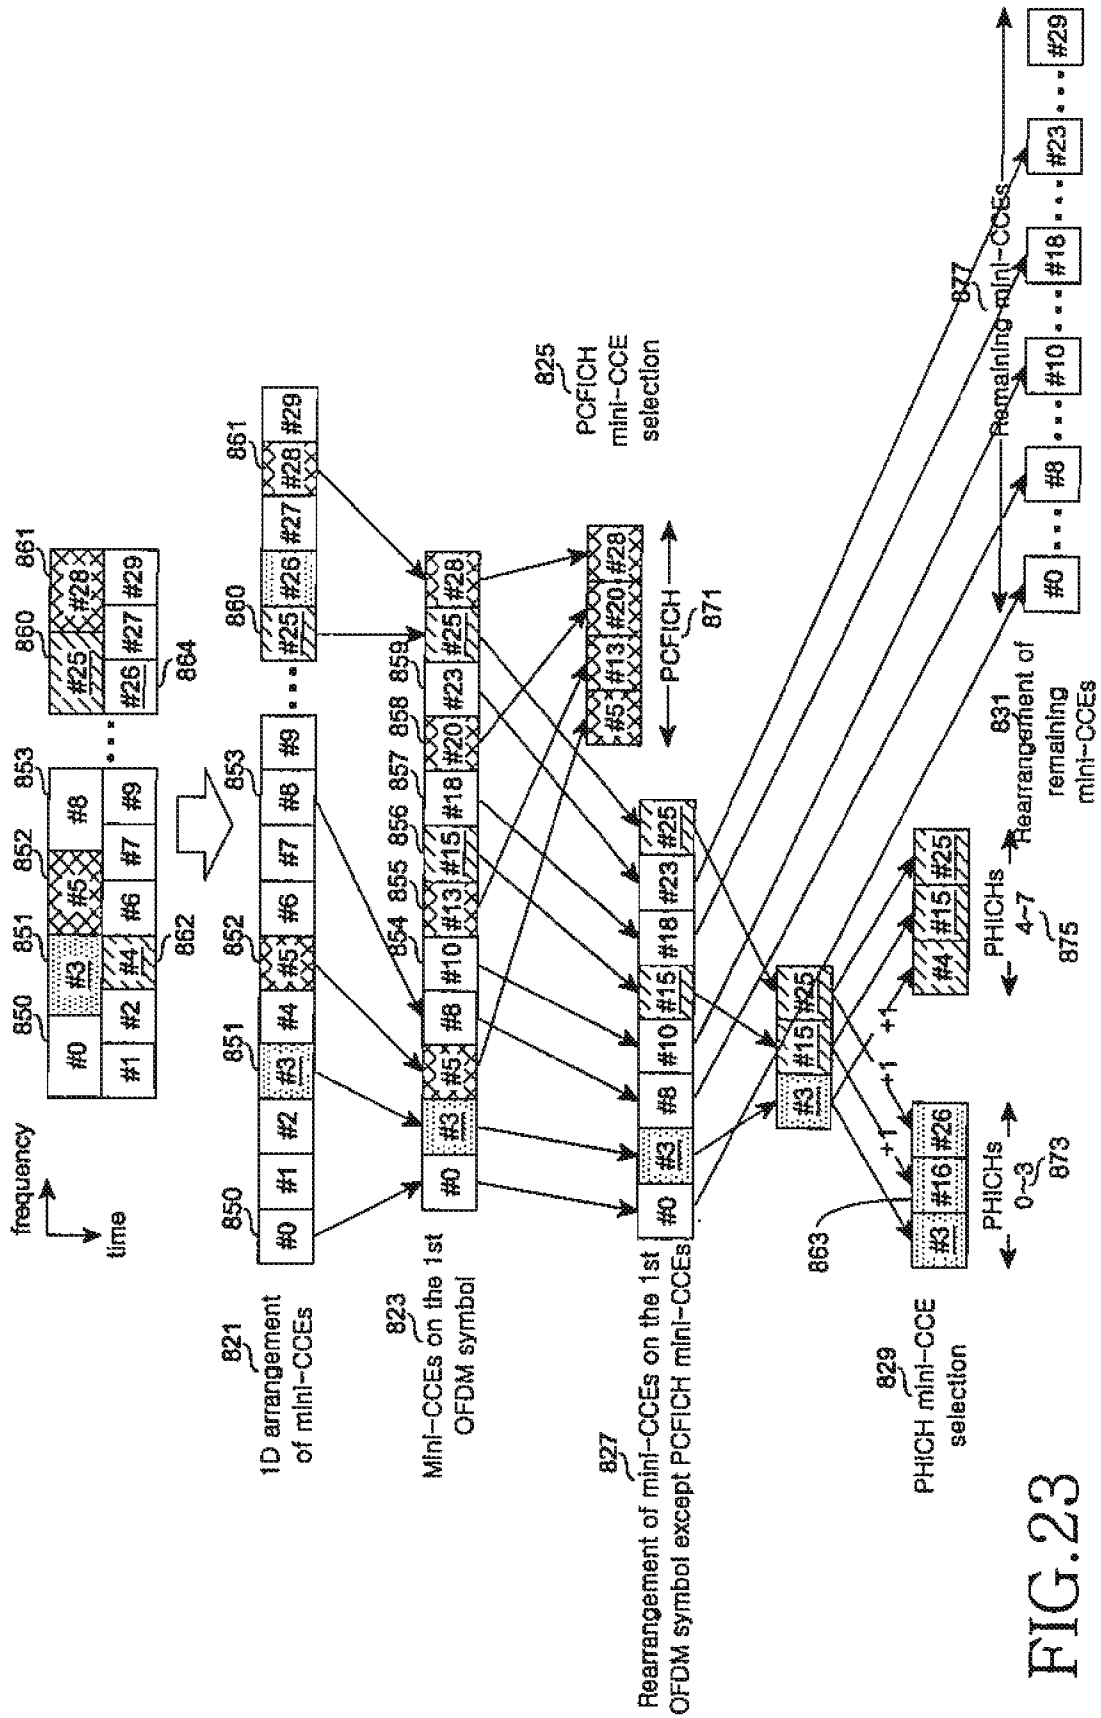 frequency
time
850 851 852 853 860 861
#0 #3 #5 #8 #25 #28
#1 #2 #4 #6 #7 #9 #26 #27 #29
862 864
821
1D arrangement
of mini-CCEs
850 851 852 853 860 861
#0 #1 #2 #3 #4 #5 #6 #7 #8 #9 #25 #26 #27 #28 #29
823
Mini-CCEs on the 1st
OFDM symbol
854 855 856 857 858 859
#0 #3 #5 #8 #10 #13 #15 #18 #20 #23 #25 #28
825
PCFICH
mini-CCE
selection
#5 #13 #20 #28
PCFICH
871
827
Rearrangement of mini-CCEs on the 1st
OFDM symbol except PCFICH mini-CCEs
#0 #3 #8 #10 #15 #18 #23 #25
#3 #15 #25
+1 +1 +1
829
PHICH mini-CCE
selection
863
#3 #16 #26
PHICHs
0~3
873
#4 #15 #25
PHICHs
4~7
875
831
Rearrangement of
remaining
mini-CCEs
877
Remaining mini-CCEs
#0 #8 #10 #18 #23 #29
FIG.23